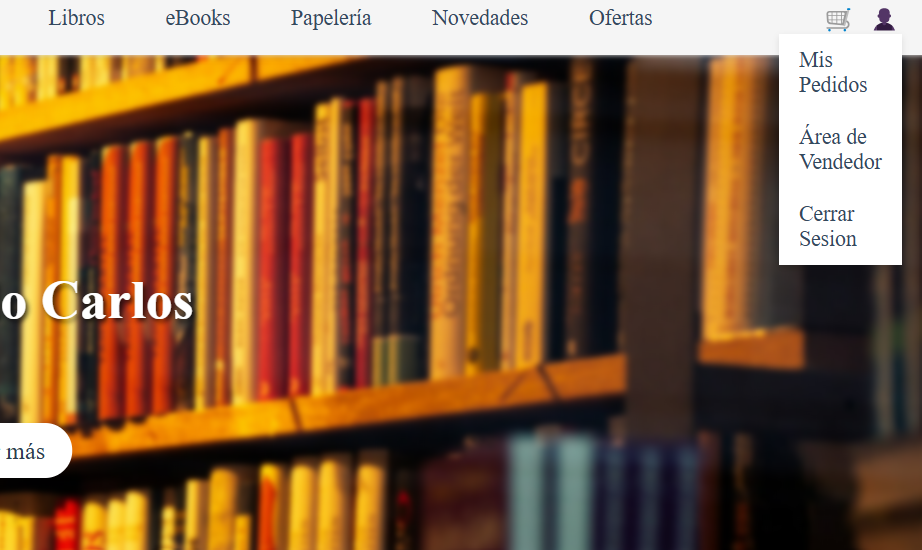 Libros eBooks Papelería Novedades Ofertas
Mis
Pedidos
Área de
Vendedor
Cerrar
Sesion
o Carlos
más